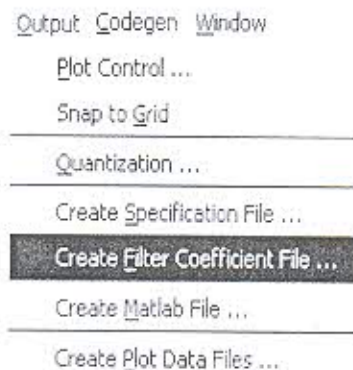 Output Codegen Window
Plot Control ...
Snap to Grid
Quantization ...
Create Specification File ...
Create Filter Coefficient File ...
Create Matlab File ...
Create Plot Data Files ...